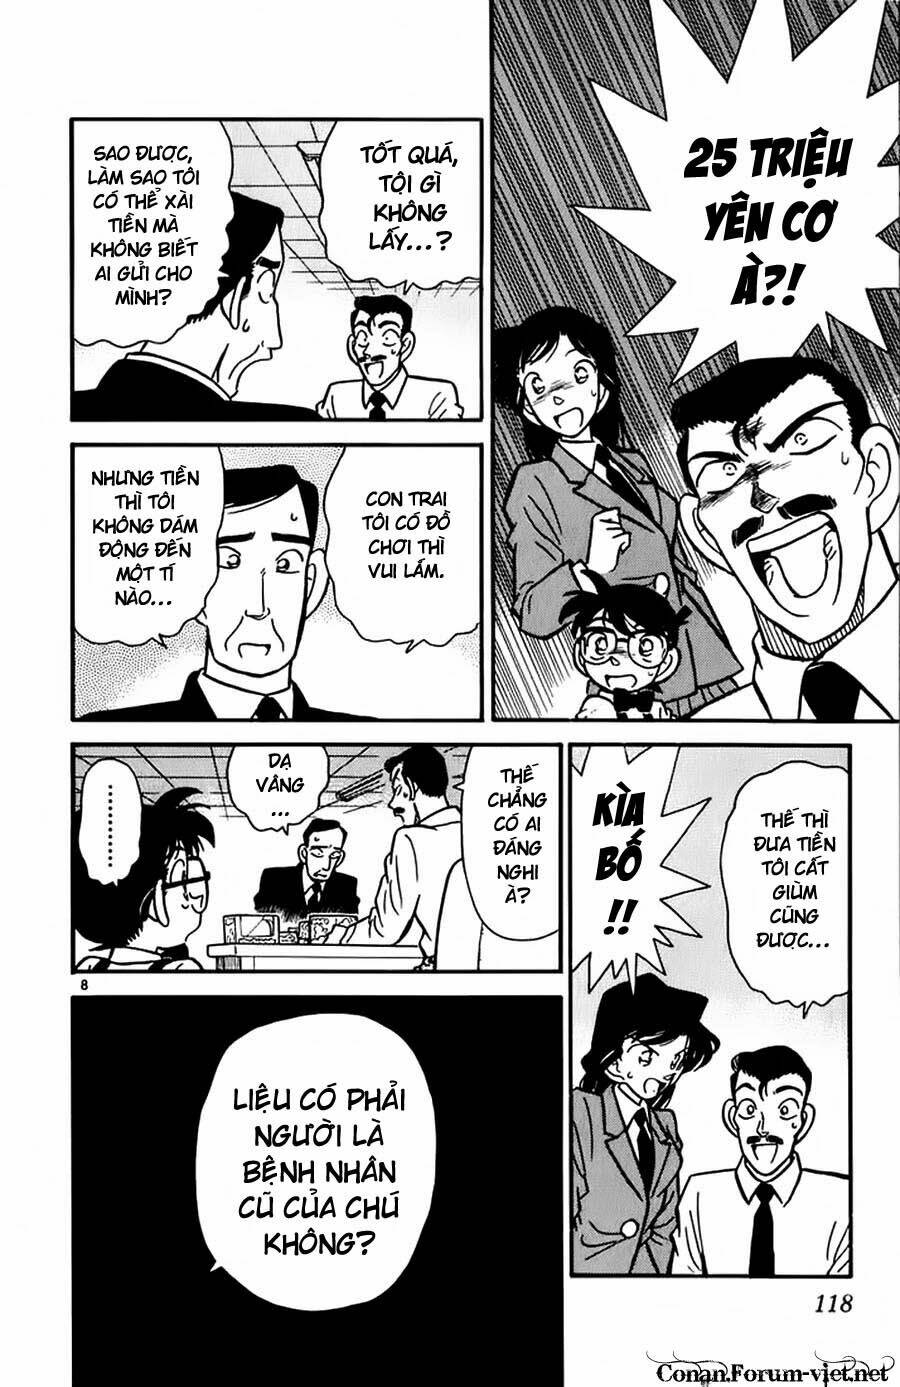 25 TRIỆU
YÊN CƠ
À?!
TỐT QUÁ,
TỘI GÌ
KHÔNG
LẤY...?
SAO ĐƯỢC,
LÀM SAO TÔI
CÓ THỂ XÀI
TIỀN MÀ
KHÔNG BIẾT
AI GỬI CHO
MÌNH?
CON TRAI
TÔI CÓ ĐỒ
CHƠI THÌ
VUI LẮM.
NHƯNG TIỀN
THÌ TÔI
KHÔNG DÁM
ĐỘNG ĐẾN
MỘT TÍ
NÀO...
THẾ THÌ
ĐƯA TIỀN
TÔI CẤT
GIÙM
CŨNG
ĐƯỢC...
KÌA
BỐ
!!
THẾ
CHẲNG
CÓ AI
ĐÁNG
NGHI
À?
DẠ
VÂNG
...
..........
8
LIỆU CÓ PHẢI
NGƯỜI LÀ
BỆNH NHÂN
CŨ CỦA CHÚ
KHÔNG?
118
Conan.Forum-viet.net